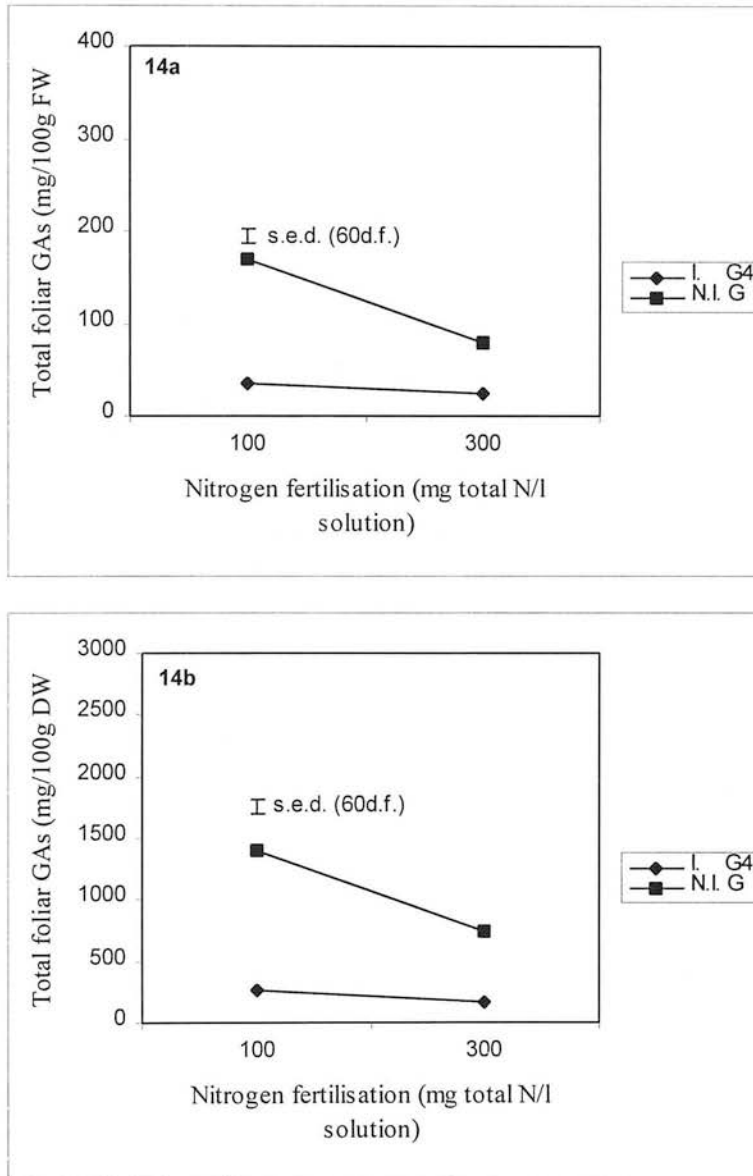 14a
Total foliar GAs (mg/100g FW)
400
300
200
100
0
s.e.d. (60d.f.)
100
300
Nitrogen fertilisation (mg total N/l
solution)
I. G4
N.I. G
14b
Total foliar GAs (mg/100g DW)
3000
2500
2000
1500
1000
500
0
s.e.d. (60d.f.)
100
300
Nitrogen fertilisation (mg total N/l
solution)
I. G4
N.I. G